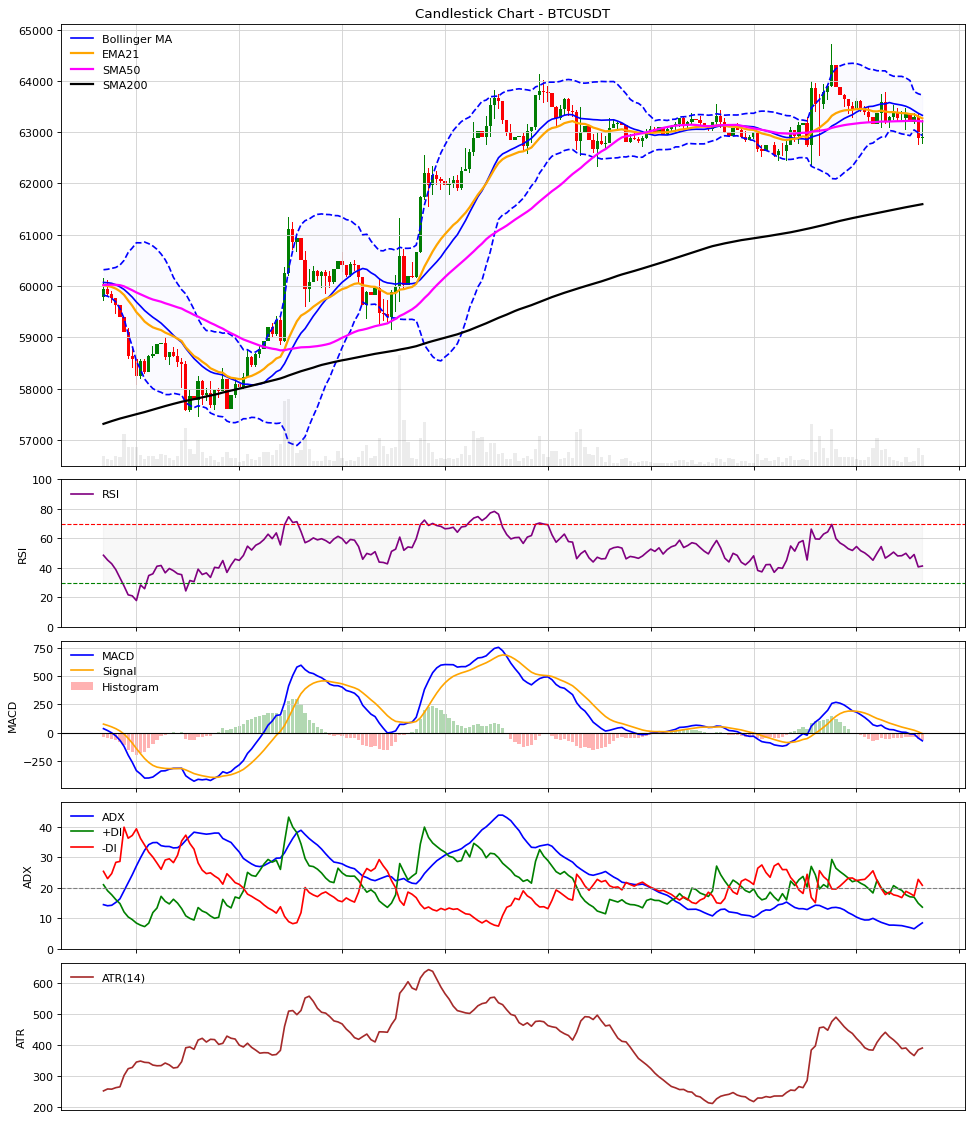 Candlestick Chart - BTCUSDT
65000
64000
63000
62000
61000
60000
59000
58000
57000
Bollinger MA
EMA21
SMA50
SMA200
100
80
60
40
20
0
RSI
RSI
750
500
250
0
−250
MACD
MACD
Signal
Histogram
40
30
20
10
0
ADX
ADX
+DI
-DI
600
500
400
300
200
ATR
ATR(14)